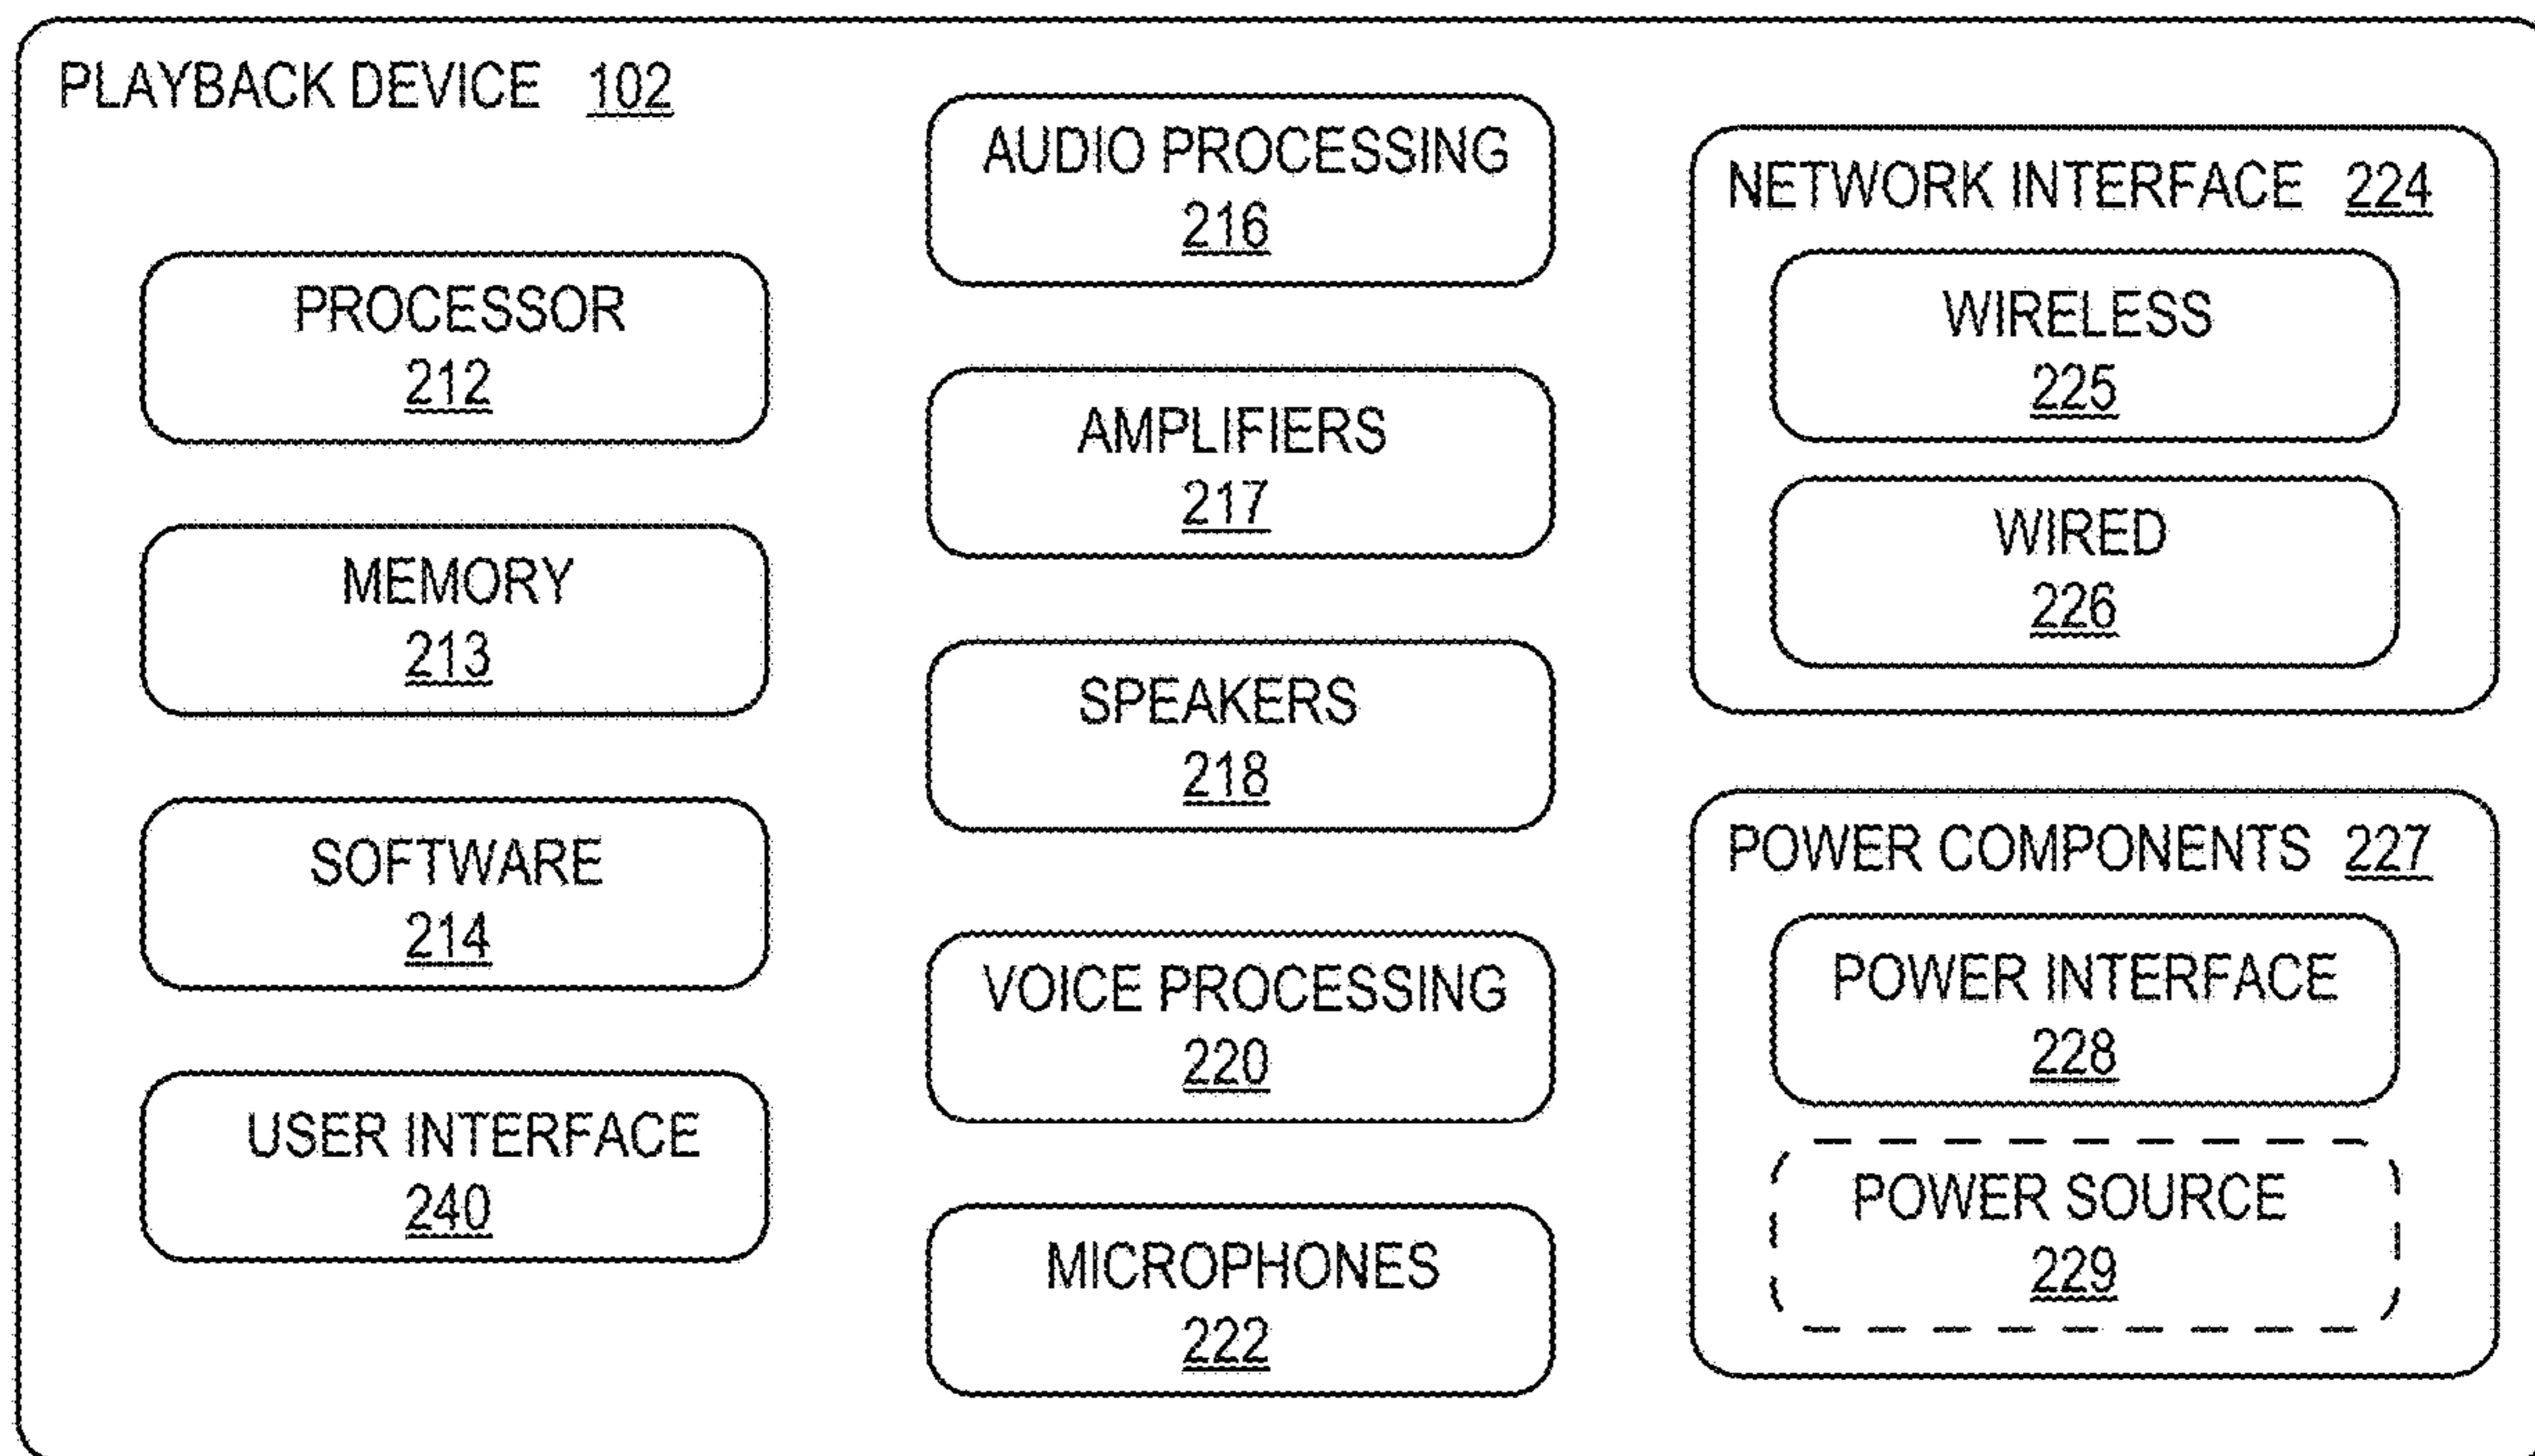 PLAYBACK DEVICE 102
PROCESSOR
212
MEMORY
213
SOFTWARE
214
USER INTERFACE
240
AUDIO PROCESSING
216
AMPLIFIERS
217
SPEAKERS
218
VOICE PROCESSING
220
MICROPHONES
222
NETWORK INTERFACE 224
WIRELESS
225
WIRED
226
POWER COMPONENTS 227
POWER INTERFACE
228
POWER SOURCE
229